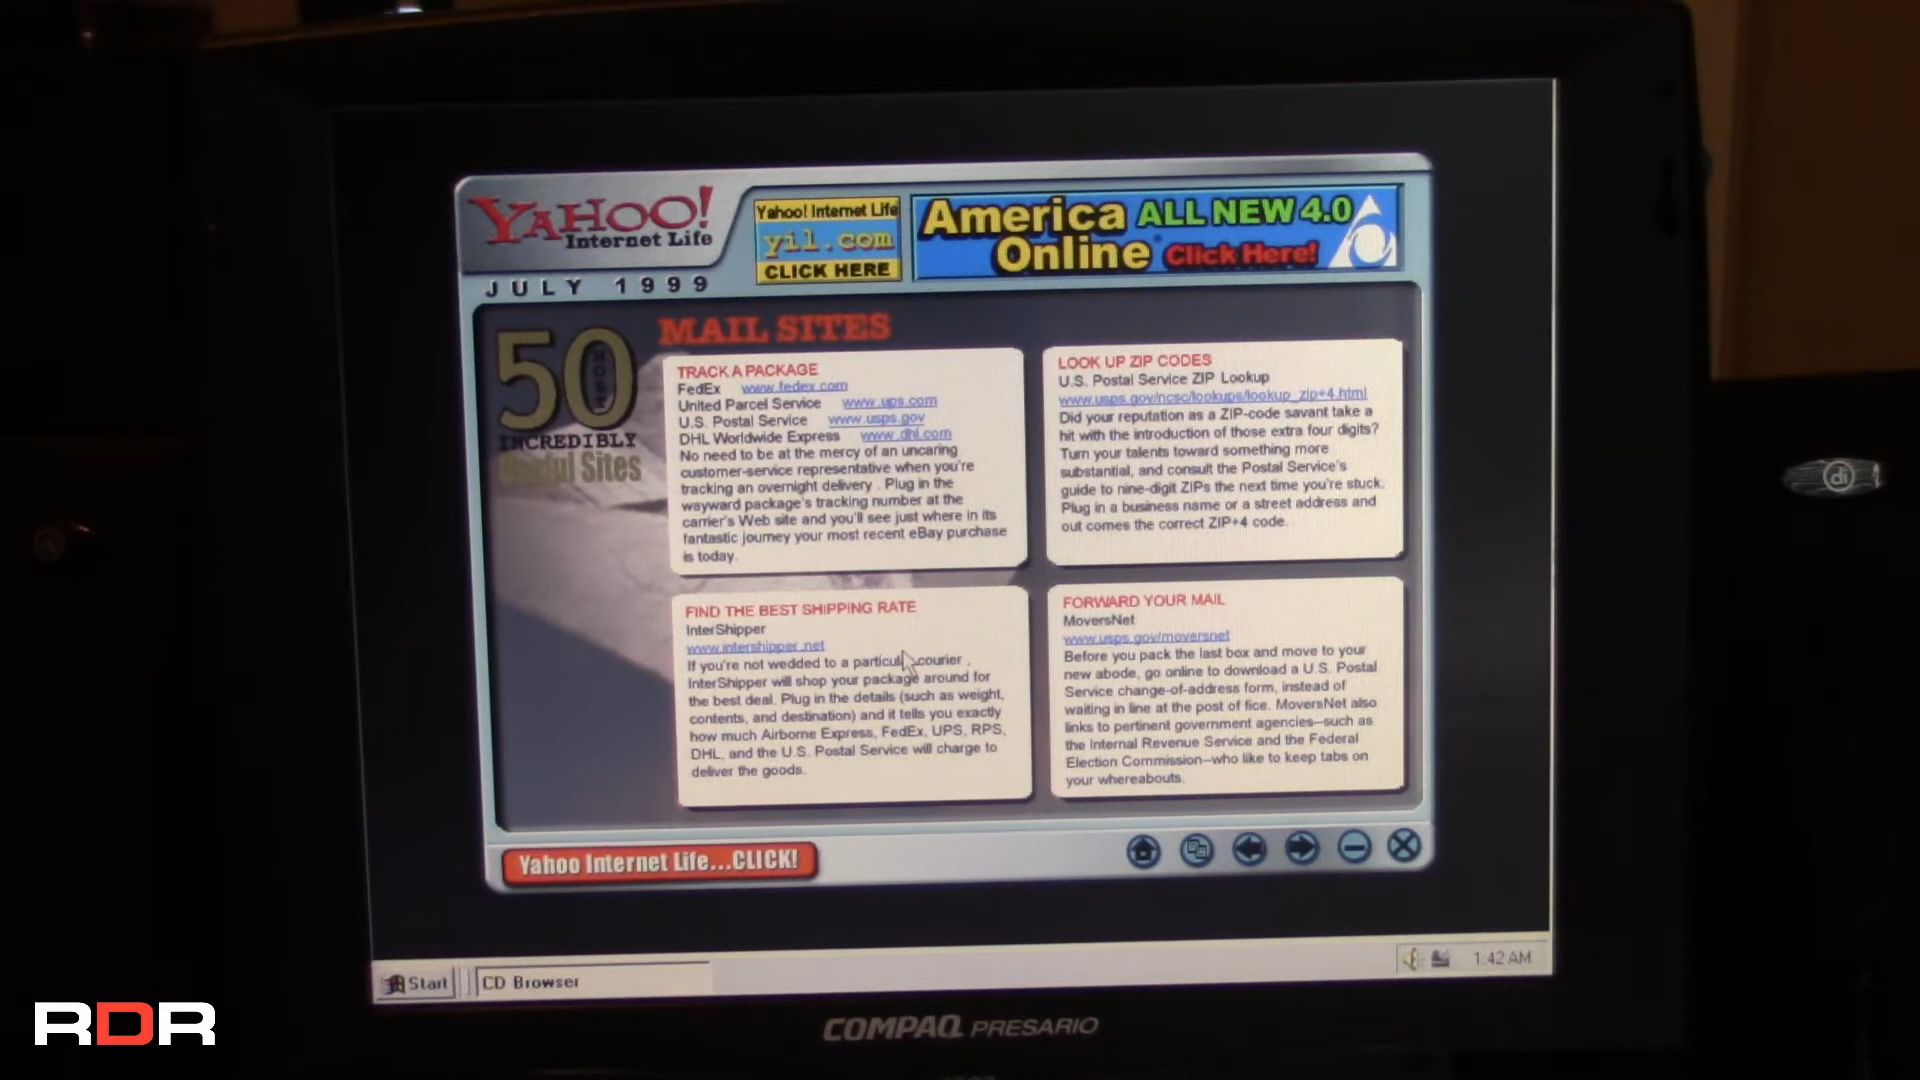 YAHOO!
Internet Life
JULY 1999
Yahoo! Internet Life
yil.com
CLICK HERE
America
Online
ALL NEW 4.0
Click Here!
50
MOST
INCREDIBLY
Useful Sites
MAIL SITES
TRACK A PACKAGE
FedEx www.fedex.com
United Parcel Service www.ups.com
U.S. Postal Service www.usps.gov
DHL Worldwide Express www.dhl.com
No need to be at the mercy of an uncaring
customer-service representative when you're
tracking an overnight delivery . Plug in the
wayward package's tracking number at the
carrier's Web site and you'll see just where in its
fantastic journey your most recent eBay purchase
is today.
LOOK UP ZIP CODES
U.S. Postal Service ZIP Lookup
www.usps.gov/ncsc/lookups/lookup_zip+4.html
Did your reputation as a ZIP-code savant take a
hit with the introduction of those extra four digits?
Turn your talents toward something more
substantial, and consult the Postal Service's
guide to nine-digit ZIPs the next time you're stuck.
Plug in a business name or a street address and
out comes the correct ZIP+4 code.
FIND THE BEST SHIPPING RATE
InterShipper
www.intershipper.net
If you're not wedded to a particular courier ,
InterShipper will shop your package around for
the best deal. Plug in the details (such as weight,
contents, and destination) and it tells you exactly
how much Airborne Express, FedEx, UPS, RPS,
DHL, and the U.S. Postal Service will charge to
deliver the goods.
FORWARD YOUR MAIL
MoversNet
www.usps.gov/moversnet
Before you pack the last box and move to your
new abode, go online to download a U.S. Postal
Service change-of-address form, instead of
waiting in line at the post of fice. MoversNet also
links to pertinent government agencies—such as
the Internal Revenue Service and the Federal
Election Commission—who like to keep tabs on
your whereabouts.
Yahoo Internet Life...CLICK!
Start
CD Browser
1:42 AM
COMPAQ PRESARIO
di
RDR